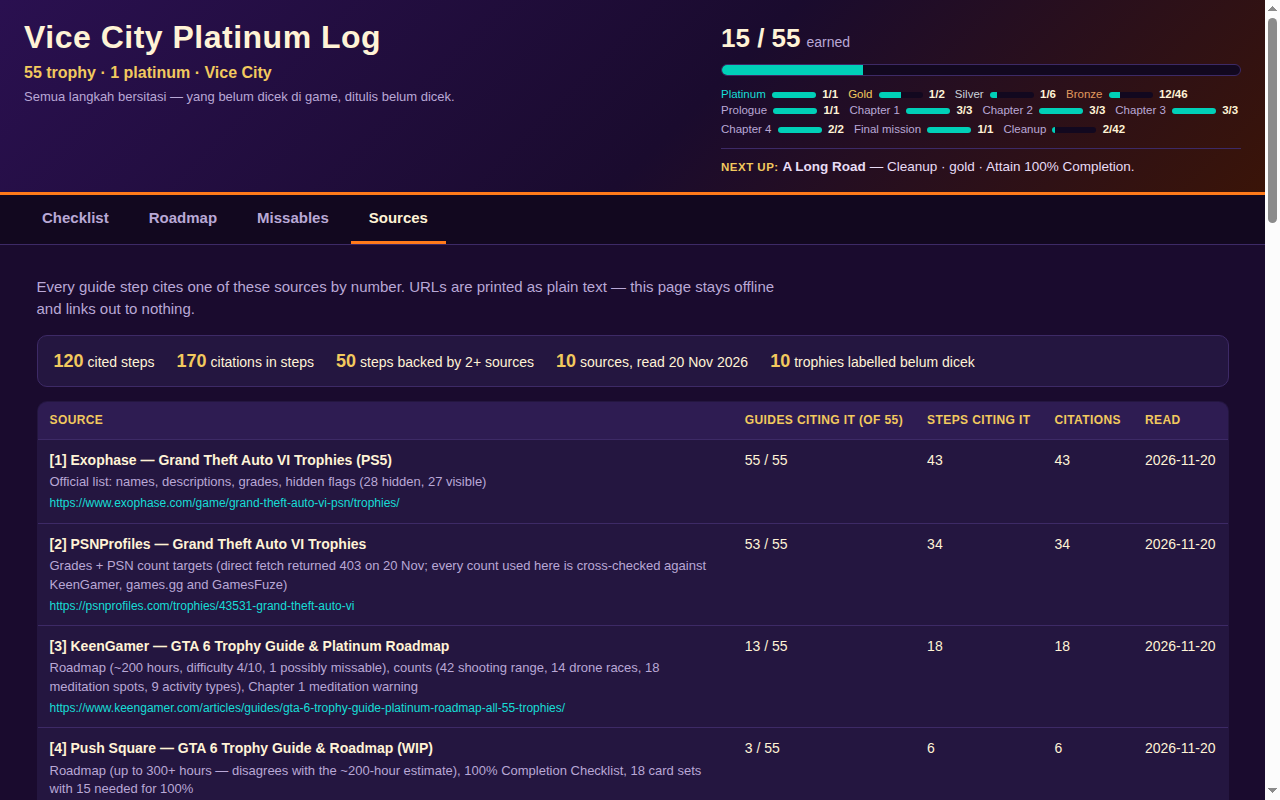 Vice City Platinum Log
55 trophy · 1 platinum · Vice City
Semua langkah bersitasi — yang belum dicek di game, ditulis belum dicek.
15 / 55 earned
Platinum 1/1 Gold 1/2 Silver 1/6 Bronze 12/46
Prologue 1/1 Chapter 1 3/3 Chapter 2 3/3 Chapter 3 3/3
Chapter 4 2/2 Final mission 1/1 Cleanup 2/42
NEXT UP: A Long Road — Cleanup · gold · Attain 100% Completion.
Checklist Roadmap Missables Sources
Every guide step cites one of these sources by number. URLs are printed as plain text — this page stays offline
and links out to nothing.
120 cited steps 170 citations in steps 50 steps backed by 2+ sources 10 sources, read 20 Nov 2026 10 trophies labelled belum dicek
SOURCE GUIDES CITING IT (OF 55) STEPS CITING IT CITATIONS READ
[1] Exophase — Grand Theft Auto VI Trophies (PS5) 55 / 55 43 43 2026-11-20
Official list: names, descriptions, grades, hidden flags (28 hidden, 27 visible)
https://www.exophase.com/game/grand-theft-auto-vi-psn/trophies/
[2] PSNProfiles — Grand Theft Auto VI Trophies 53 / 55 34 34 2026-11-20
Grades + PSN count targets (direct fetch returned 403 on 20 Nov; every count used here is cross-checked against
KeenGamer, games.gg and GamesFuze)
https://psnprofiles.com/trophies/43531-grand-theft-auto-vi
[3] KeenGamer — GTA 6 Trophy Guide & Platinum Roadmap 13 / 55 18 18 2026-11-20
Roadmap (~200 hours, difficulty 4/10, 1 possibly missable), counts (42 shooting range, 14 drone races, 18
meditation spots, 9 activity types), Chapter 1 meditation warning
https://www.keengamer.com/articles/guides/gta-6-trophy-guide-platinum-roadmap-all-55-trophies/
[4] Push Square — GTA 6 Trophy Guide & Roadmap (WIP) 3 / 55 6 6 2026-11-20
Roadmap (up to 300+ hours — disagrees with the ~200-hour estimate), 100% Completion Checklist, 18 card sets
with 15 needed for 100%